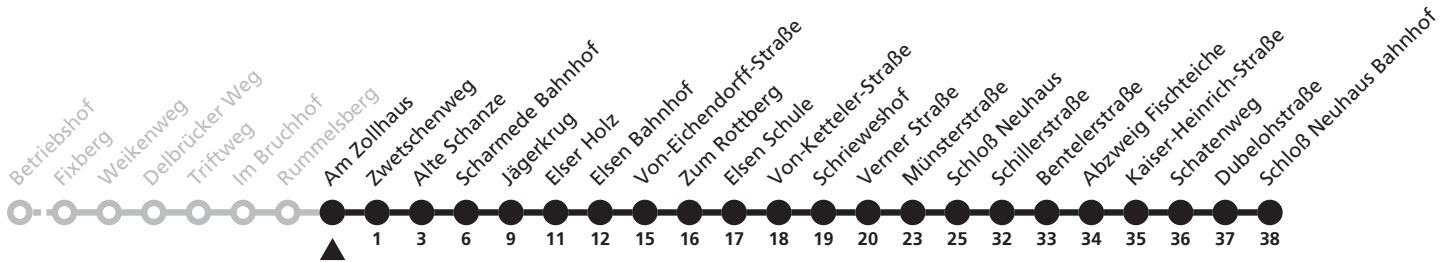 Betriebshof
Fixberg
Weikenweg
Delbrücker Weg
Triftweg
Im Bruchhof
Rummelsberg
Am Zollhaus
Zwetschenweg
Alte Schanze
Scharmede Bahnhof
Jägerkrug
Elser Holz
Elsen Bahnhof
Von-Eichendorff-Straße
Zum Rottberg
Elsen Schule
Von-Ketteler-Straße
Schrieweshof
Verner Straße
Münsterstraße
Schloß Neuhaus
Schillerstraße
Bentelerstraße
Abzweig Fischteiche
Kaiser-Heinrich-Straße
Schatenweg
Dubelohstraße
Schloß Neuhaus Bahnhof
1 3 6 9 11 12 15 16 17 18 19 20 23 25 32 33 34 35 36 37 38